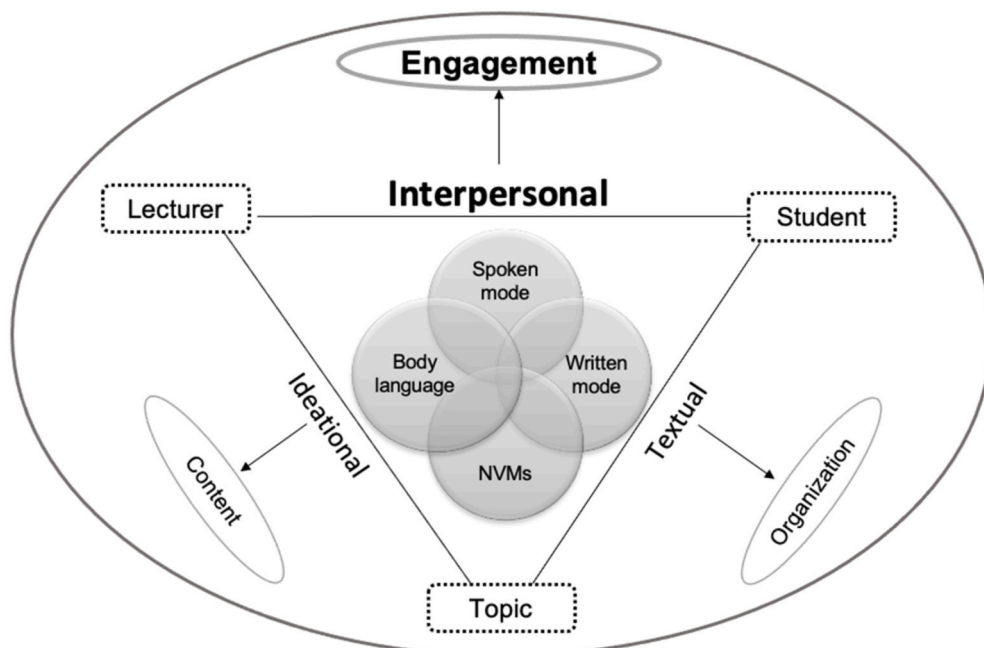 Engagement
Interpersonal
Lecturer
Student
Spoken
mode
Body
language
Written
mode
Ideational
Textual
Content
NVMs
Organization
Topic